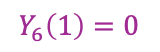 Y₆(1) = 0